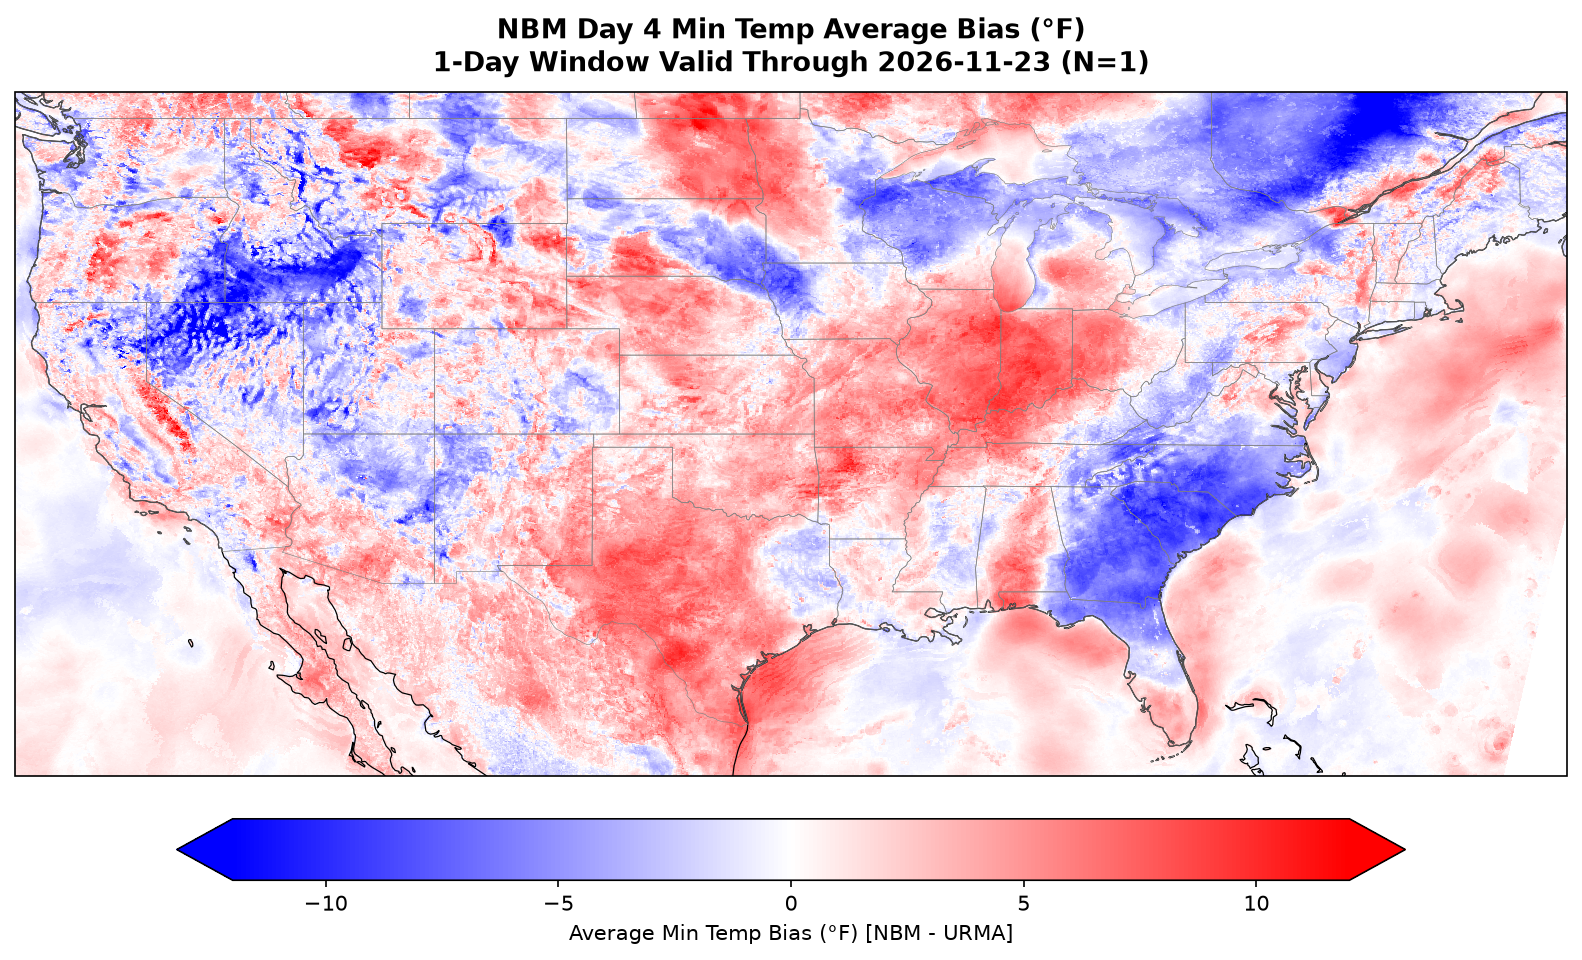 NBM Day 4 Min Temp Average Bias (°F)
1-Day Window Valid Through 2026-11-23 (N=1)
−10 −5 0 5 10
Average Min Temp Bias (°F) [NBM - URMA]